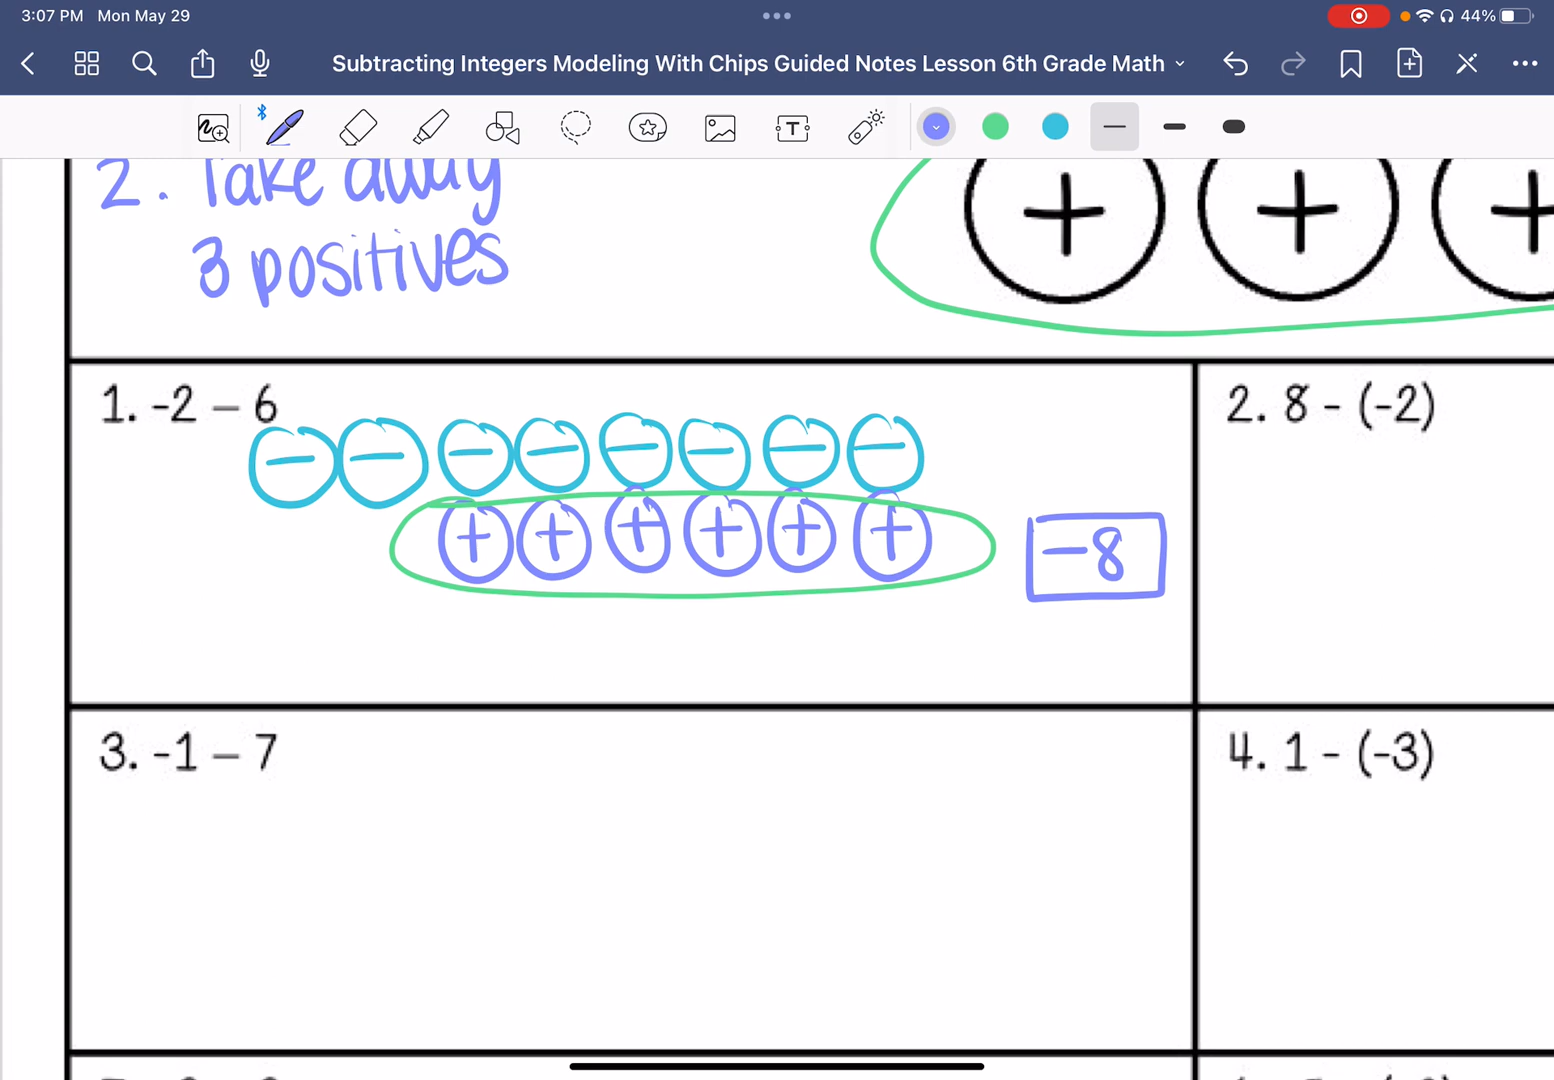 3:07 PM Mon May 29
44%
Subtracting Integers Modeling With Chips Guided Notes Lesson 6th Grade Math
2. Take away
3 positives
+ + +
1. -2 – 6
− − − − − − − −
+ + + + + +
-8
2. 8 - (-2)
3. -1 – 7
4. 1 - (-3)